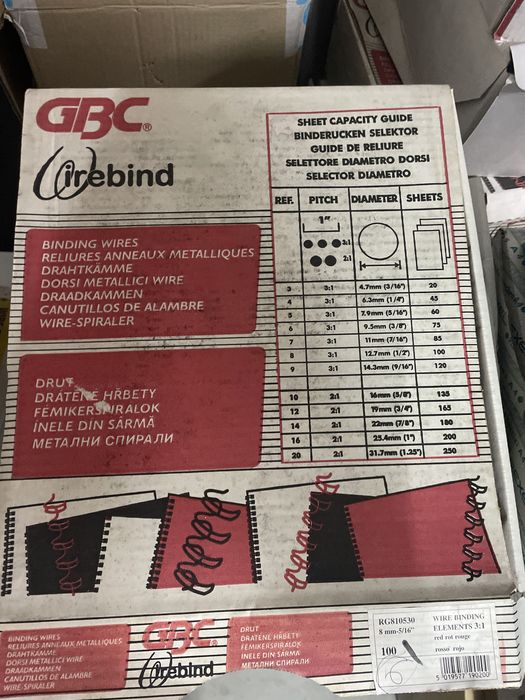 GBC®
Wirebind
BINDING WIRES
RELIURES ANNEAUX METALLIQUES
DRAHTKÄMME
DORSI METALLICI WIRE
DRAADKAMMEN
CANUTILLOS DE ALAMBRE
WIRE-SPIRALER
DRUT
DRÁTENÉ HŘBETY
FÉMIKERSPIRALOK
INELE DIN SÂRMĂ
МЕТАЛНИ СПИРАЛИ
SHEET CAPACITY GUIDE
BINDERUCKEN SELEKTOR
GUIDE DE RELIURE
SELETTORE DIAMETRO DORSI
SELECTOR DIAMETRO
REF. PITCH DIAMETER SHEETS
1"
3:1
2:1
3 3:1 4.7mm (3/16") 20
4 3:1 6.3mm (1/4") 45
5 3:1 7.9mm (5/16") 60
6 3:1 9.5mm (3/8") 75
7 3:1 11mm (7/16") 85
8 3:1 12.7mm (1/2") 100
9 3:1 14.3mm (9/16") 120
10 2:1 16mm (5/8") 135
12 2:1 19mm (3/4") 165
14 2:1 22mm (7/8") 180
16 2:1 25.4mm (1") 200
20 2:1 31.7mm (1.25") 250
BINDING WIRES
RELIURES ANNEAUX METALLIQUES
DRAHTKÄMME
DORSI METALLICI WIRE
DRAADKAMMEN
CANUTILLOS DE ALAMBRE
WIRE-SPIRALER
GBC®
Wirebind
DRUT
DRÁTENÉ HŘBETY
FÉMIKERSPIRALOK
INELE DIN SÂRMĂ
МЕТАЛНИ СПИРАЛИ
RG810530
8 mm-5/16"
100
WIRE BINDING
ELEMENTS 3:1
red rot rouge
rosso rojo
5 019577 190200